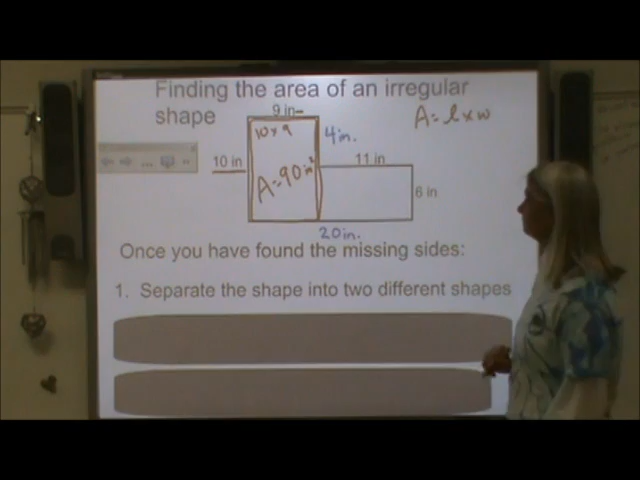 Finding the area of an irregular
shape
9 in
A = l x w
10 x 9
4 in.
10 in
11 in
A = 90 in²
6 in
20 in.
Once you have found the missing sides:
1. Separate the shape into two different shapes